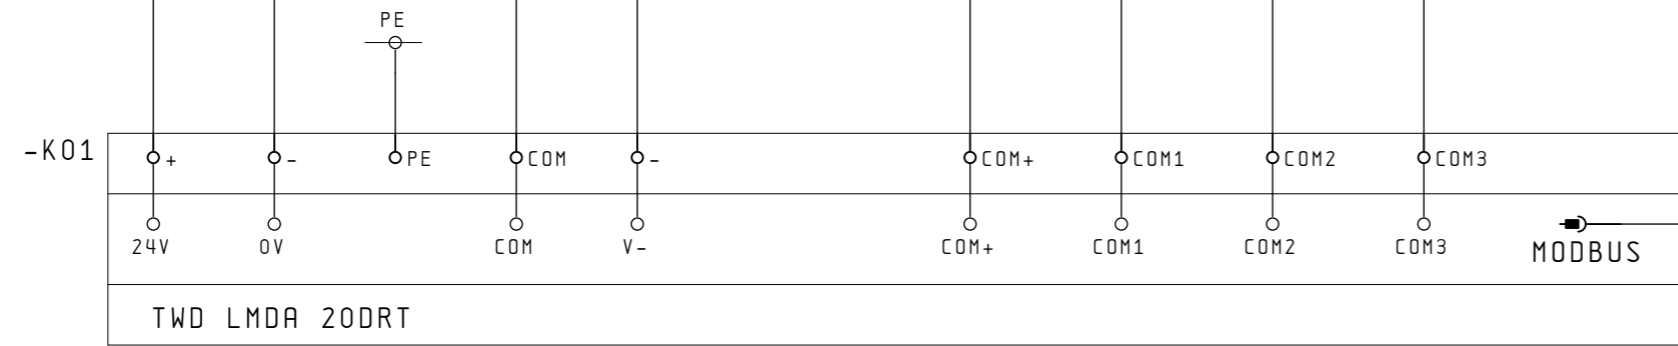 PE
-K01
+ - PE COM - COM+ COM1 COM2 COM3
24V 0V COM V- COM+ COM1 COM2 COM3 MODBUS
TWD LMDA 20DRT